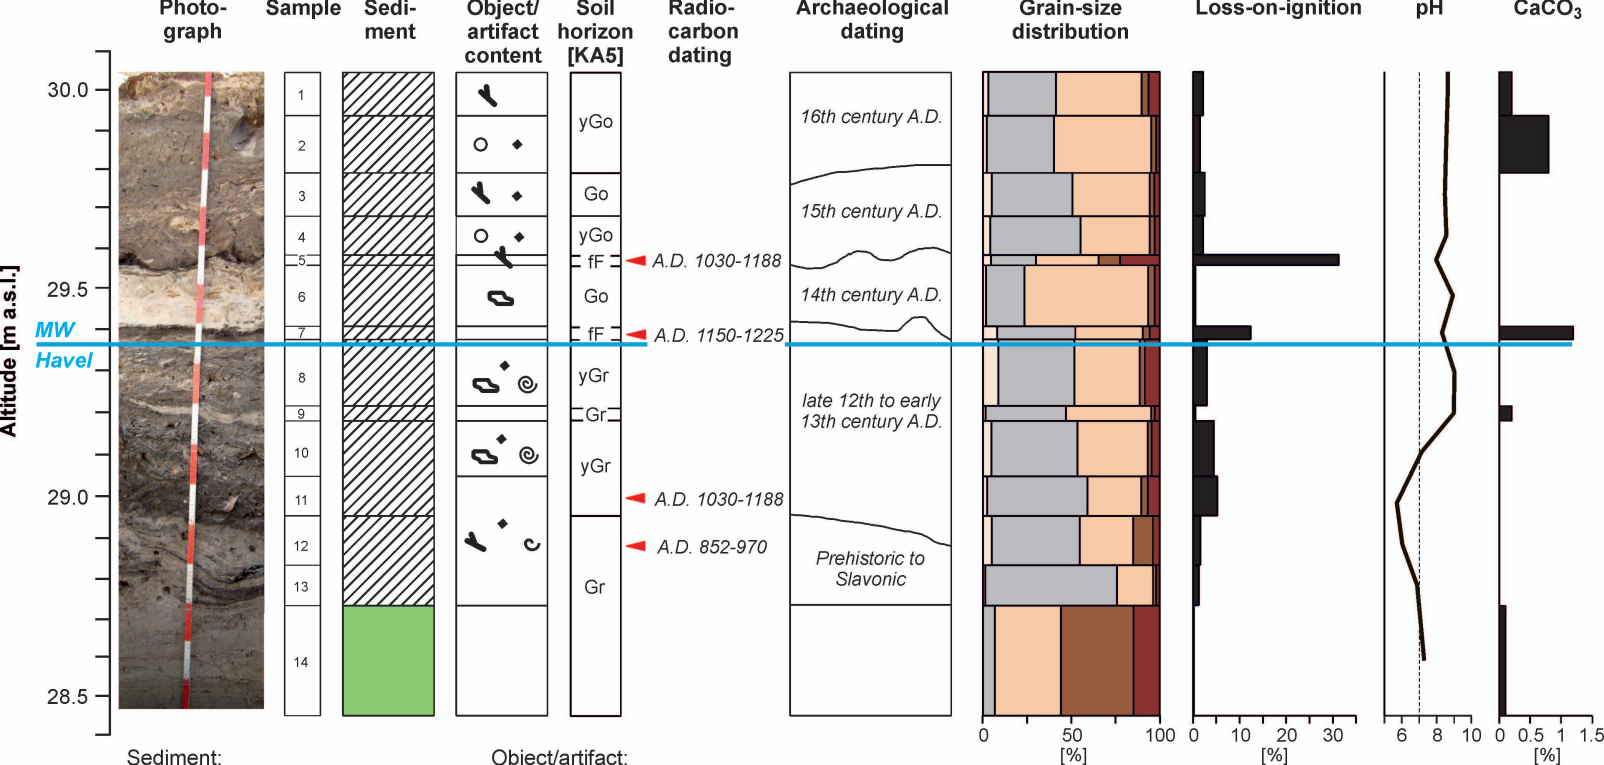 Photo-
graph
Sample
Sedi-
ment
Object/
artifact
content
Soil
horizon
[KA5]
Radio-
carbon
dating
Archaeological
dating
Grain-size
distribution
Loss-on-ignition
pH
CaCO₃
Altitude [m a.s.l.]
30.0
29.5
29.0
28.5
MW
Havel
1
2
3
4
5
6
7
8
9
10
11
12
13
14
yGo
Go
yGo
fF
Go
fF
yGr
Gr
yGr
Gr
A.D. 1030-1188
A.D. 1150-1225
A.D. 1030-1188
A.D. 852-970
16th century A.D.
15th century A.D.
14th century A.D.
late 12th to early
13th century A.D.
Prehistoric to
Slavonic
0 50 100
[%]
0 10 20 30
[%]
6 8 10
0 0.5 1 1.5
[%]
Sediment:
Object/artifact: